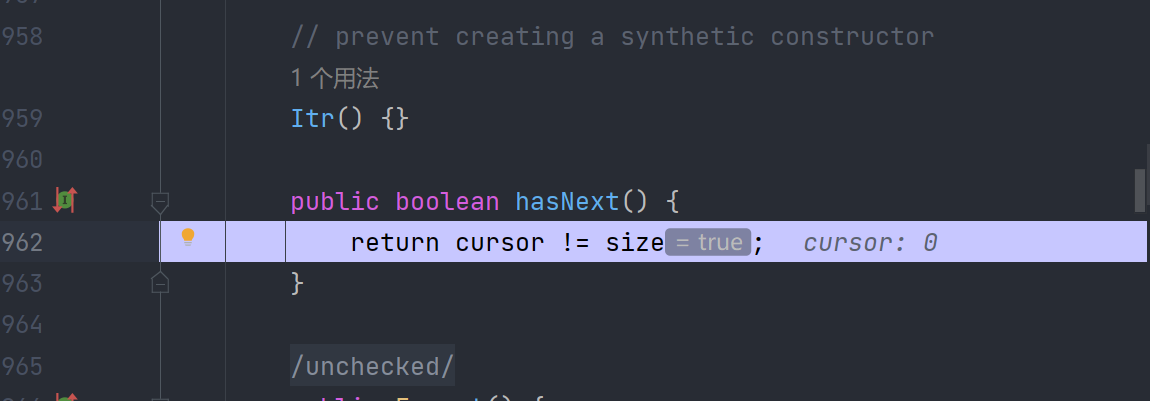 958 // prevent creating a synthetic constructor
1 个用法
959 Itr() {}
960
961 public boolean hasNext() {
962 return cursor != size = true ; cursor: 0
963 }
964
965 /unchecked/